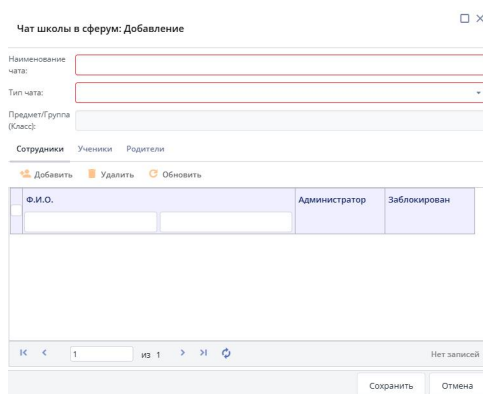 Чат школы в сферум: Добавление
Наименование
чата:
Тип чата:
Предмет/Группа
(Класс):
Сотрудники Ученики Родители
Добавить Удалить Обновить
Ф.И.О. Администратор Заблокирован
1 из 1 Нет записей
Сохранить Отмена